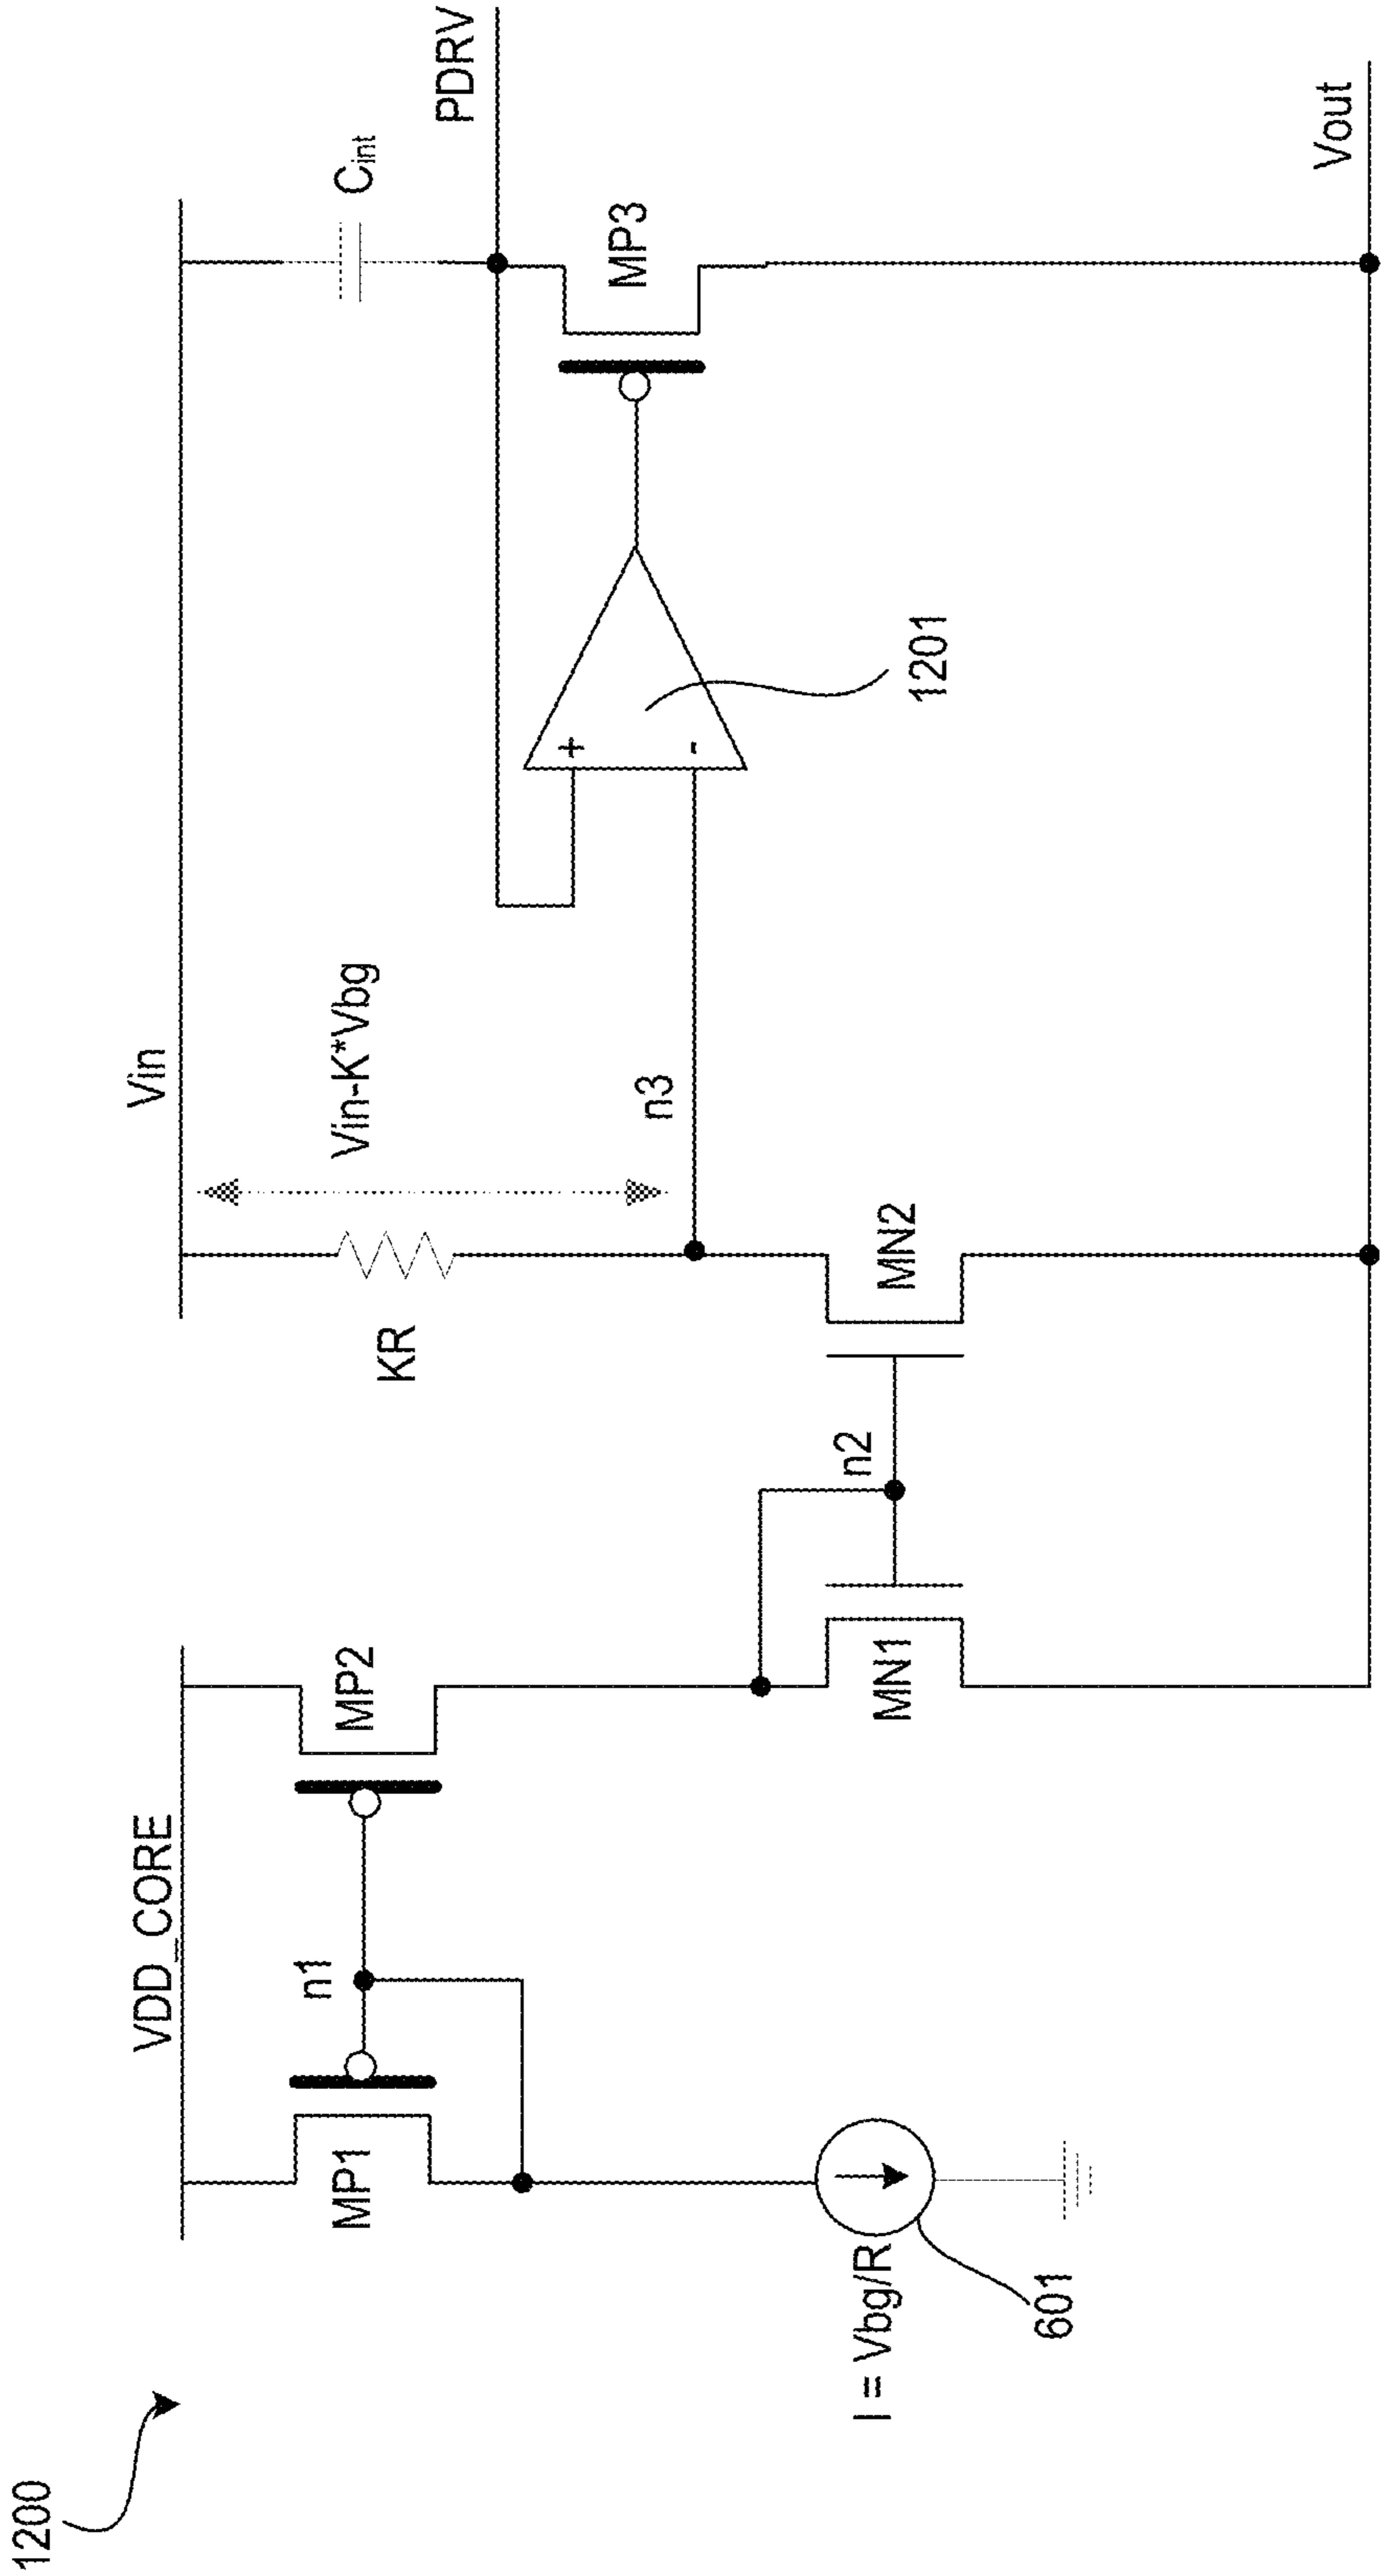 1200
VDD_CORE
Vin
MP1
n1
MP2
KR
Vin-K*Vbg
Cint
PDRV
n3
+
-
MP3
1201
I = Vbg/R
601
MN1
n2
MN2
Vout